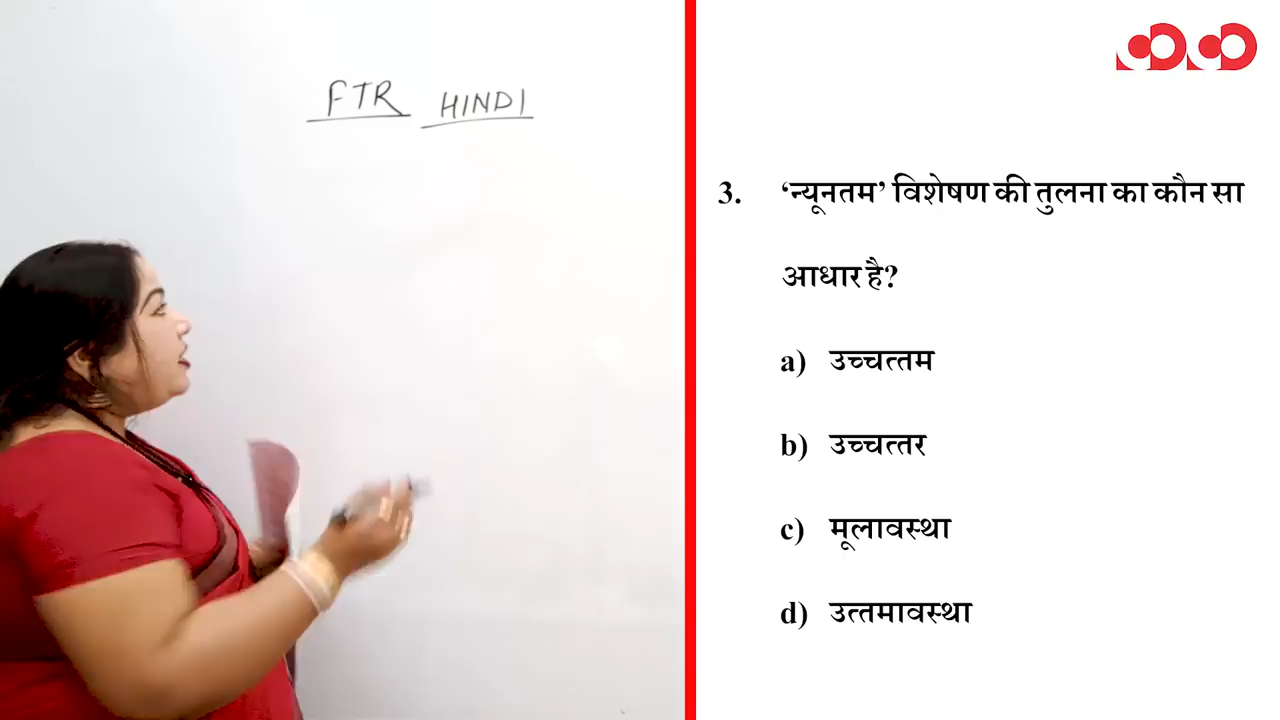 FTR HINDI
3. ‘न्यूनतम’ विशेषण की तुलना का कौन सा
आधार है?
a) उच्चत्तम
b) उच्चत्तर
c) मूलावस्था
d) उत्तमावस्था